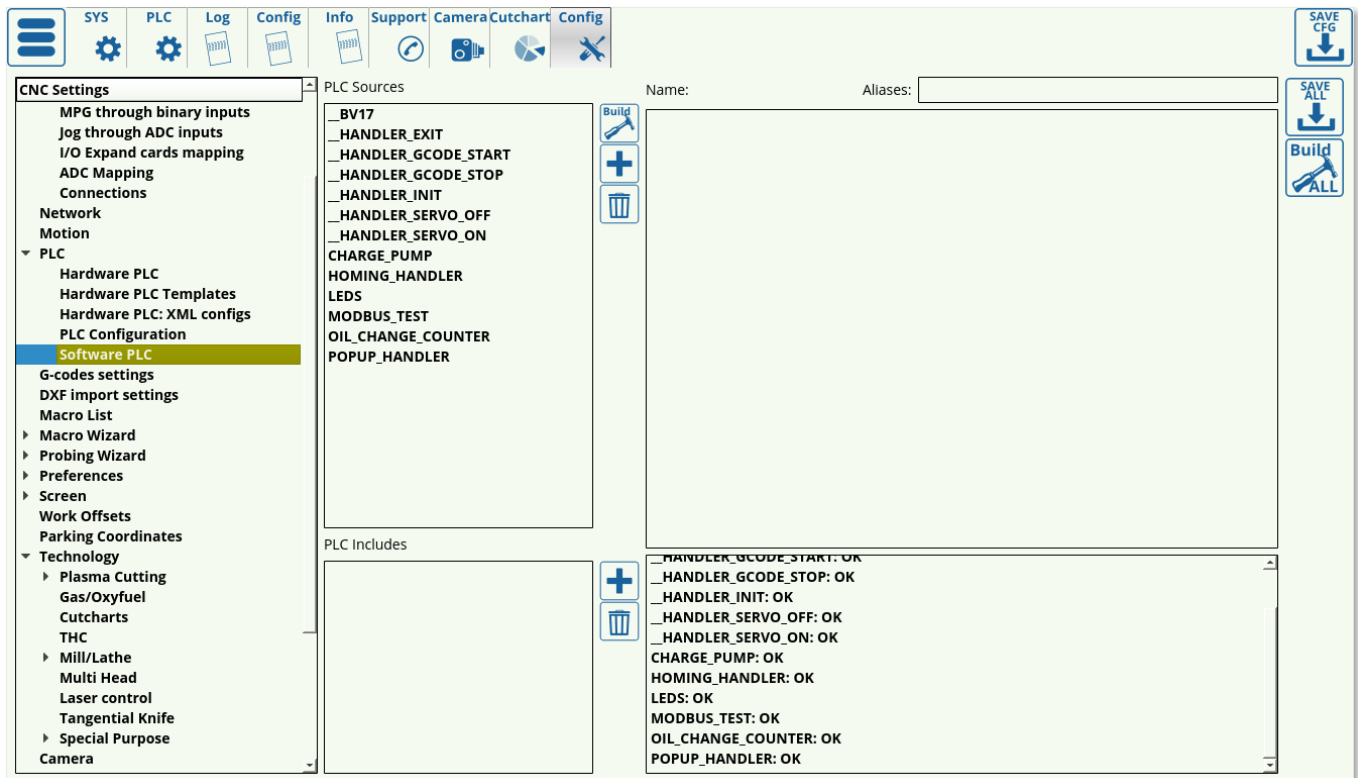 SYS PLC Log Config Info Support Camera Cutchart Config
SAVE
CFG
CNC Settings
MPG through binary inputs
Jog through ADC inputs
I/O Expand cards mapping
ADC Mapping
Connections
Network
Motion
PLC
Hardware PLC
Hardware PLC Templates
Hardware PLC: XML configs
PLC Configuration
Software PLC
G-codes settings
DXF import settings
Macro List
Macro Wizard
Probing Wizard
Preferences
Screen
Work Offsets
Parking Coordinates
Technology
Plasma Cutting
Gas/Oxyfuel
Cutcharts
THC
Mill/Lathe
Multi Head
Laser control
Tangential Knife
Special Purpose
Camera
PLC Sources
__BV17
__HANDLER_EXIT
__HANDLER_GCODE_START
__HANDLER_GCODE_STOP
__HANDLER_INIT
__HANDLER_SERVO_OFF
__HANDLER_SERVO_ON
CHARGE_PUMP
HOMING_HANDLER
LEDS
MODBUS_TEST
OIL_CHANGE_COUNTER
POPUP_HANDLER
Build
PLC Includes
Name: Aliases:
SAVE
ALL
Build
ALL
__HANDLER_GCODE_START: OK
__HANDLER_GCODE_STOP: OK
__HANDLER_INIT: OK
__HANDLER_SERVO_OFF: OK
__HANDLER_SERVO_ON: OK
CHARGE_PUMP: OK
HOMING_HANDLER: OK
LEDS: OK
MODBUS_TEST: OK
OIL_CHANGE_COUNTER: OK
POPUP_HANDLER: OK